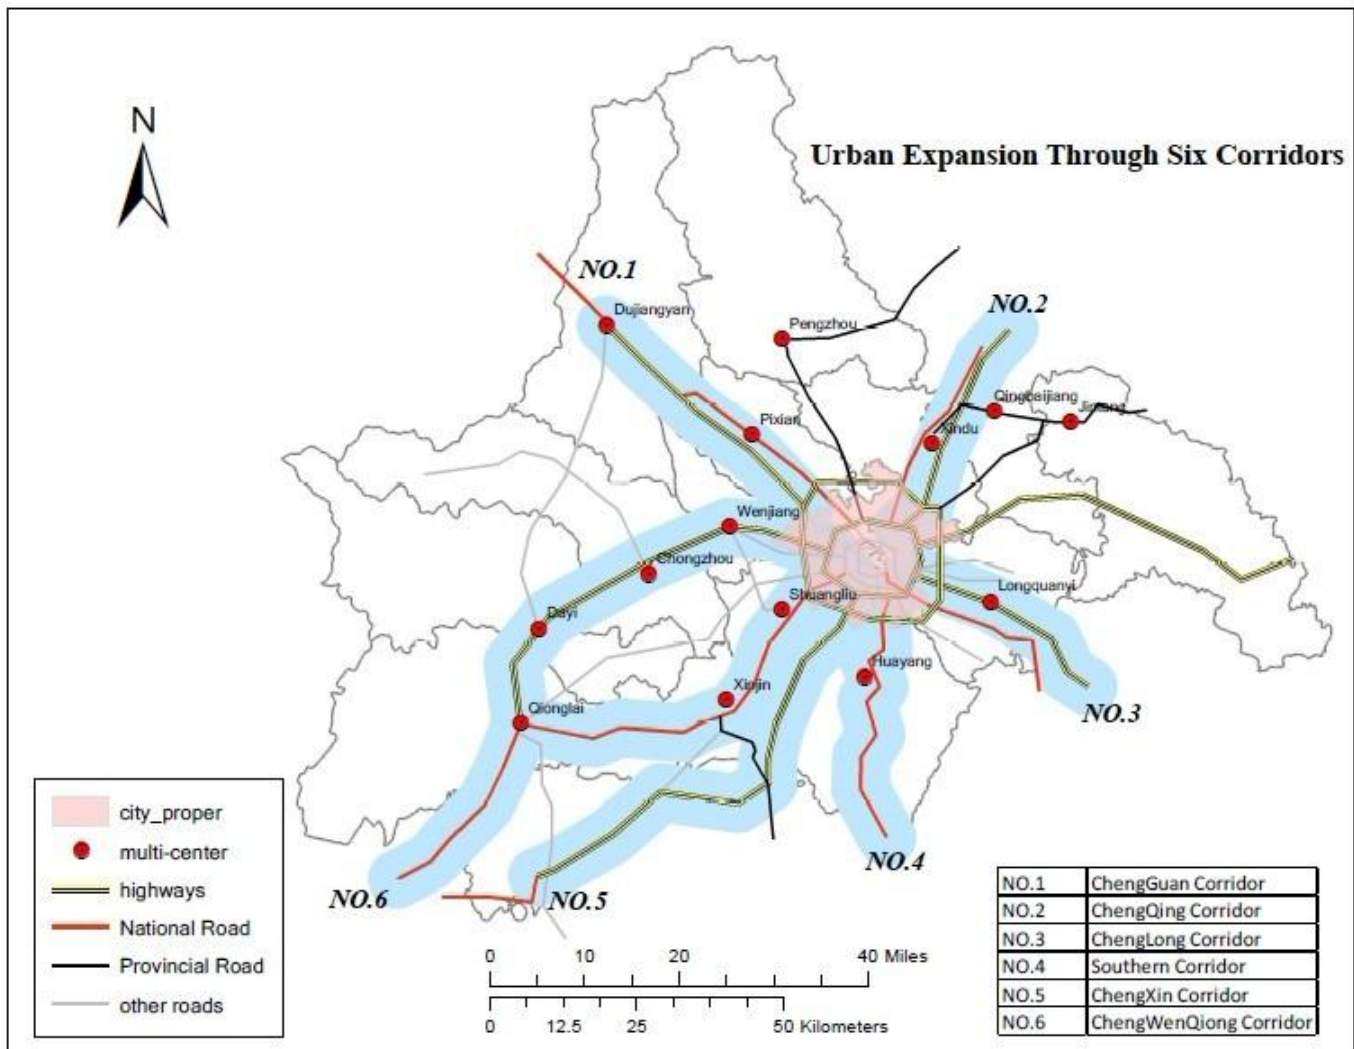 N
Urban Expansion Through Six Corridors
NO.1
Dujiangyan
NO.2
Pengzhou
Qingbaijiang
Jintang
Pixian
Xindu
Wenjiang
Chongzhou
Shuangliu
Longquanyi
Dayi
Huayang
Xinjin
Qionglai
NO.3
NO.4
NO.5
NO.6
city_proper
multi-center
highways
National Road
Provincial Road
other roads
0 10 20 40 Miles
0 12.5 25 50 Kilometers
NO.1 ChengGuan Corridor
NO.2 ChengQing Corridor
NO.3 ChengLong Corridor
NO.4 Southern Corridor
NO.5 ChengXin Corridor
NO.6 ChengWenQiong Corridor